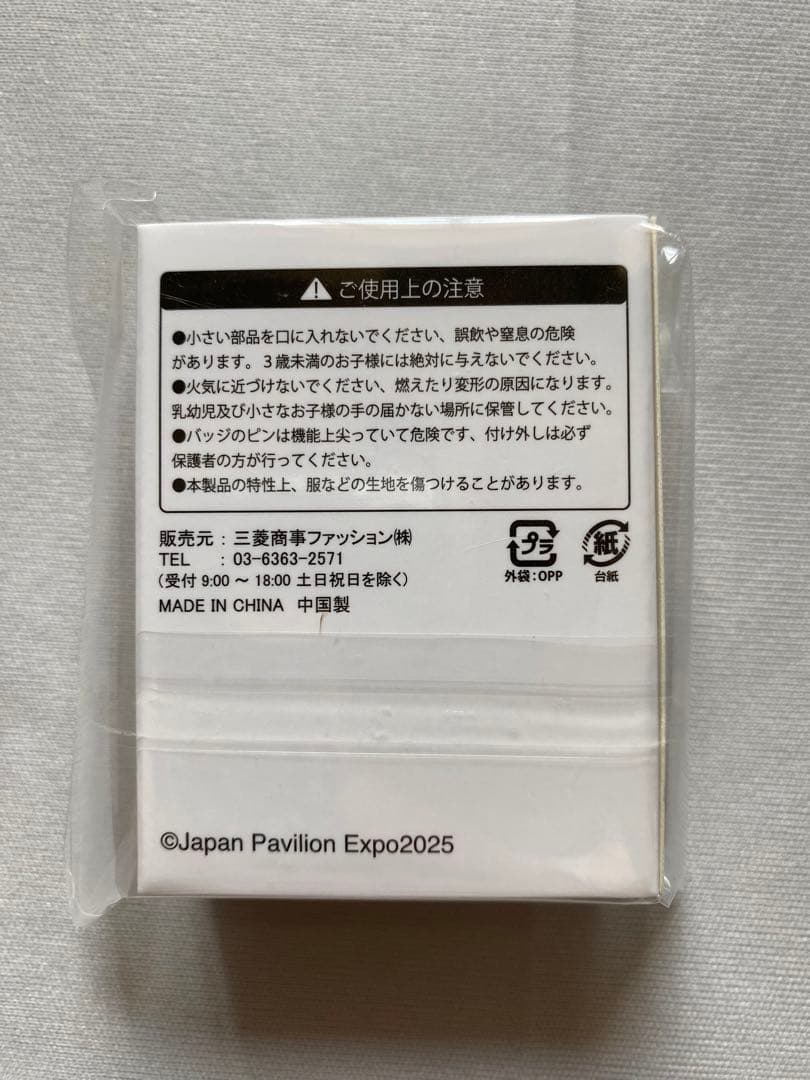 ご使用上の注意
●小さい部品を口に入れないでください、誤飲や窒息の危険
があります。3歳未満のお子様には絶対に与えないでください。
●火気に近づけないでください、燃えたり変形の原因になります。
乳幼児及び小さなお子様の手の届かない場所に保管してください。
●バッジのピンは機能上尖っていて危険です、付け外しは必ず
保護者の方が行ってください。
●本製品の特性上、服などの生地を傷つけることがあります。
販売元：三菱商事ファッション㈱
TEL ：03-6363-2571
(受付 9:00 ～ 18:00 土日祝日を除く)
MADE IN CHINA 中国製
プラ
外袋：OPP
紙
台紙
©Japan Pavilion Expo2025